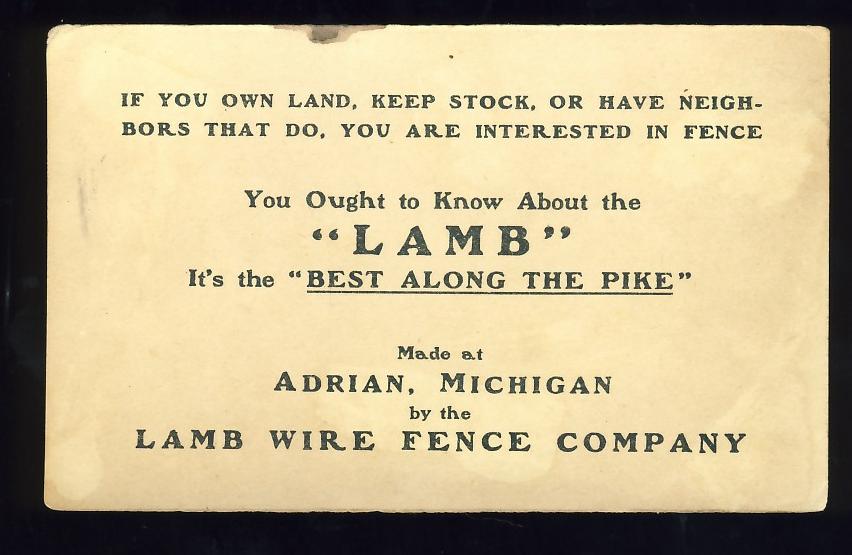 IF YOU OWN LAND, KEEP STOCK, OR HAVE NEIGH-
BORS THAT DO, YOU ARE INTERESTED IN FENCE
You Ought to Know About the
“LAMB”
It's the “BEST ALONG THE PIKE”
Made at
ADRIAN, MICHIGAN
by the
LAMB WIRE FENCE COMPANY